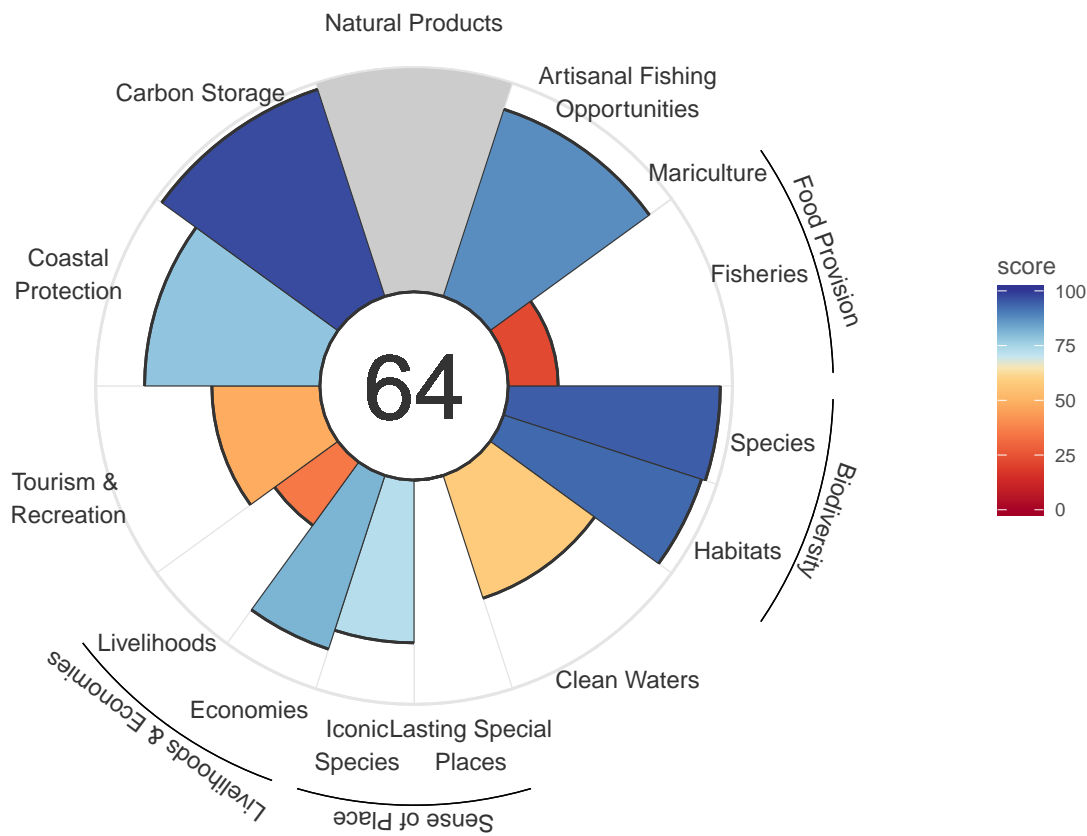 Natural Products
Artisanal Fishing
Opportunities
Carbon Storage
Mariculture
Food Provision
Fisheries
Coastal
Protection
score
100
75
50
25
0
64
Species
Biodiversity
Habitats
Tourism &
Recreation
Livelihoods
Livelihoods & Economies
Economies
Clean Waters
Iconic
Species
Lasting Special
Places
Sense of Place